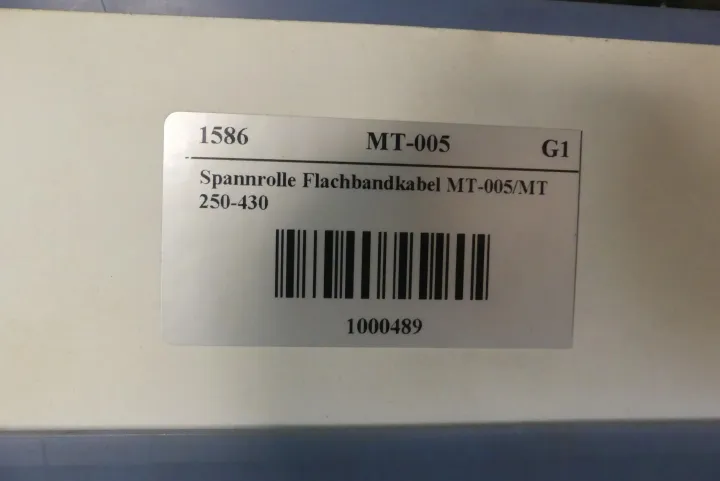 1586 MT-005 G1
Spannrolle Flachbandkabel MT-005/MT
250-430
1000489